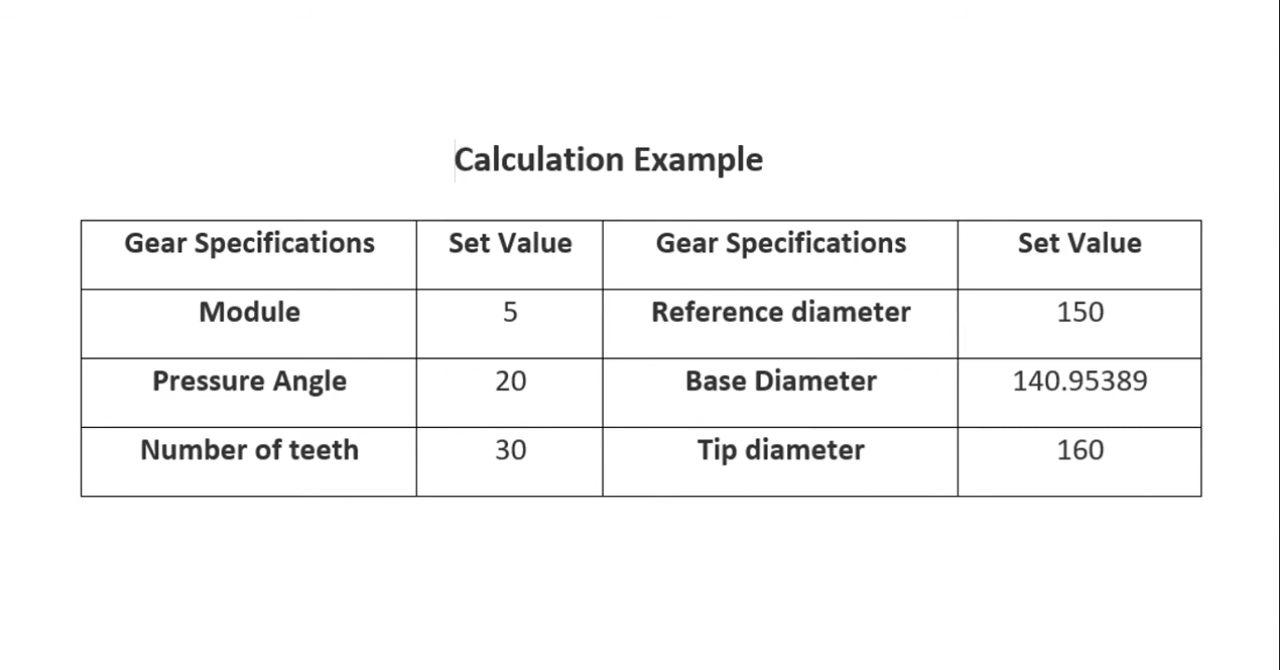 Calculation Example
Gear Specifications Set Value Gear Specifications Set Value
Module 5 Reference diameter 150
Pressure Angle 20 Base Diameter 140.95389
Number of teeth 30 Tip diameter 160